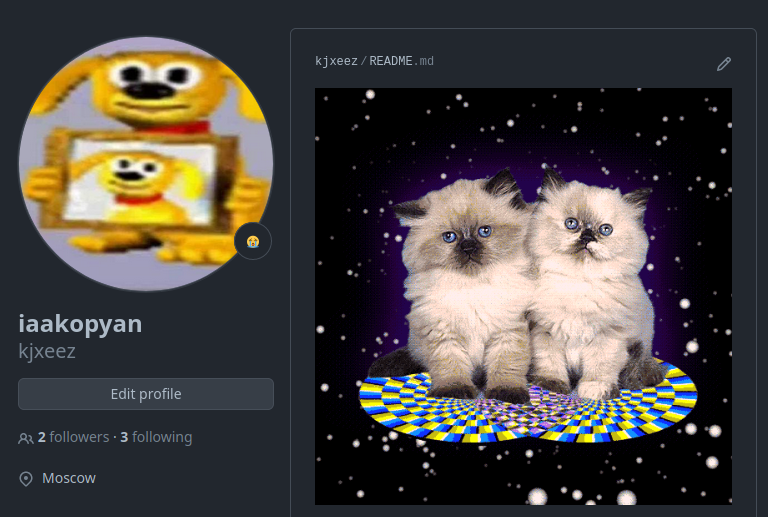 kjxeez/README.md
iaakopyan
kjxeez
Edit profile
2 followers · 3 following
Moscow